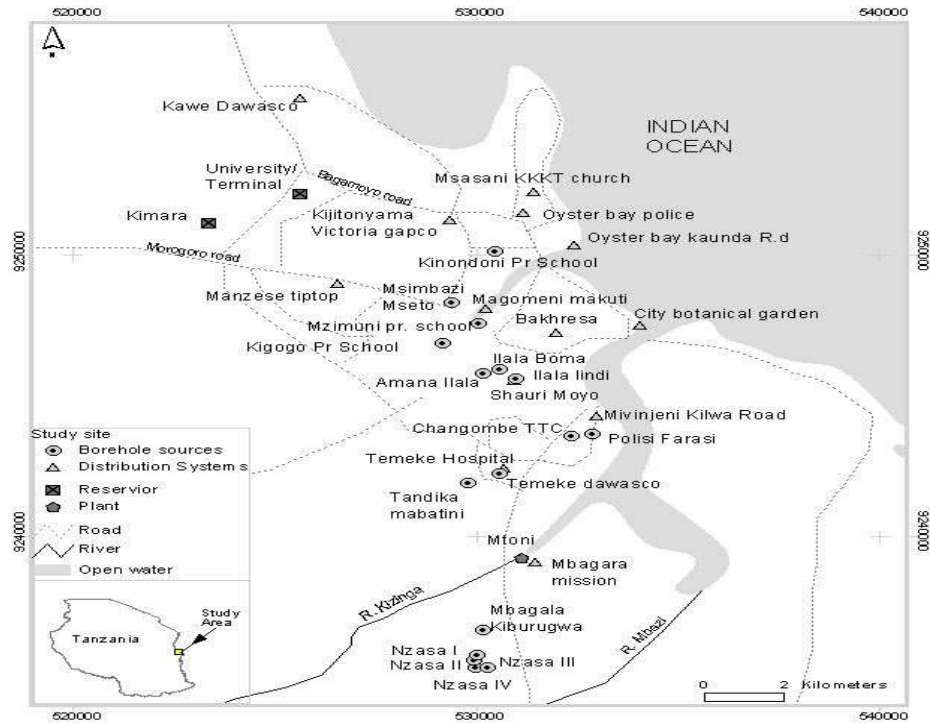 520000
530000
540000
Kawe Dawasco
INDIAN
OCEAN
University/
Terminal
Bagamoyo road
Msasani KKKT church
Kimara
Kijitonyama
Victoria gapco
Oyster bay police
Oyster bay kaunda R.d
9250000
9250000
Morogoro road
Kinondoni Pr School
Msimbazi
Mseto
Manzese tiptop
Magomeni makuti
Mzimuni pr. school
Bakhresa
City botanical garden
Kigogo Pr School
Ilala Boma
Amana Ilala
Ilala lindi
Shauri Moyo
Mivinjeni Kilwa Road
Changombe TTC
Polisi Farasi
Temeke Hospital
Temeke dawasco
Tandika
mabatini
Study site
Borehole sources
Distribution Systems
Reservior
Plant
Road
River
Open water
9240000
9240000
Mtoni
Mbagara
mission
R. Kizinga
Mbagala
Kiburugwa
R. Mbezi
Nzasa I
Nzasa II
Nzasa III
Nzasa IV
Study
Area
Tanzania
0 2 Kilometers
520000
530000
540000